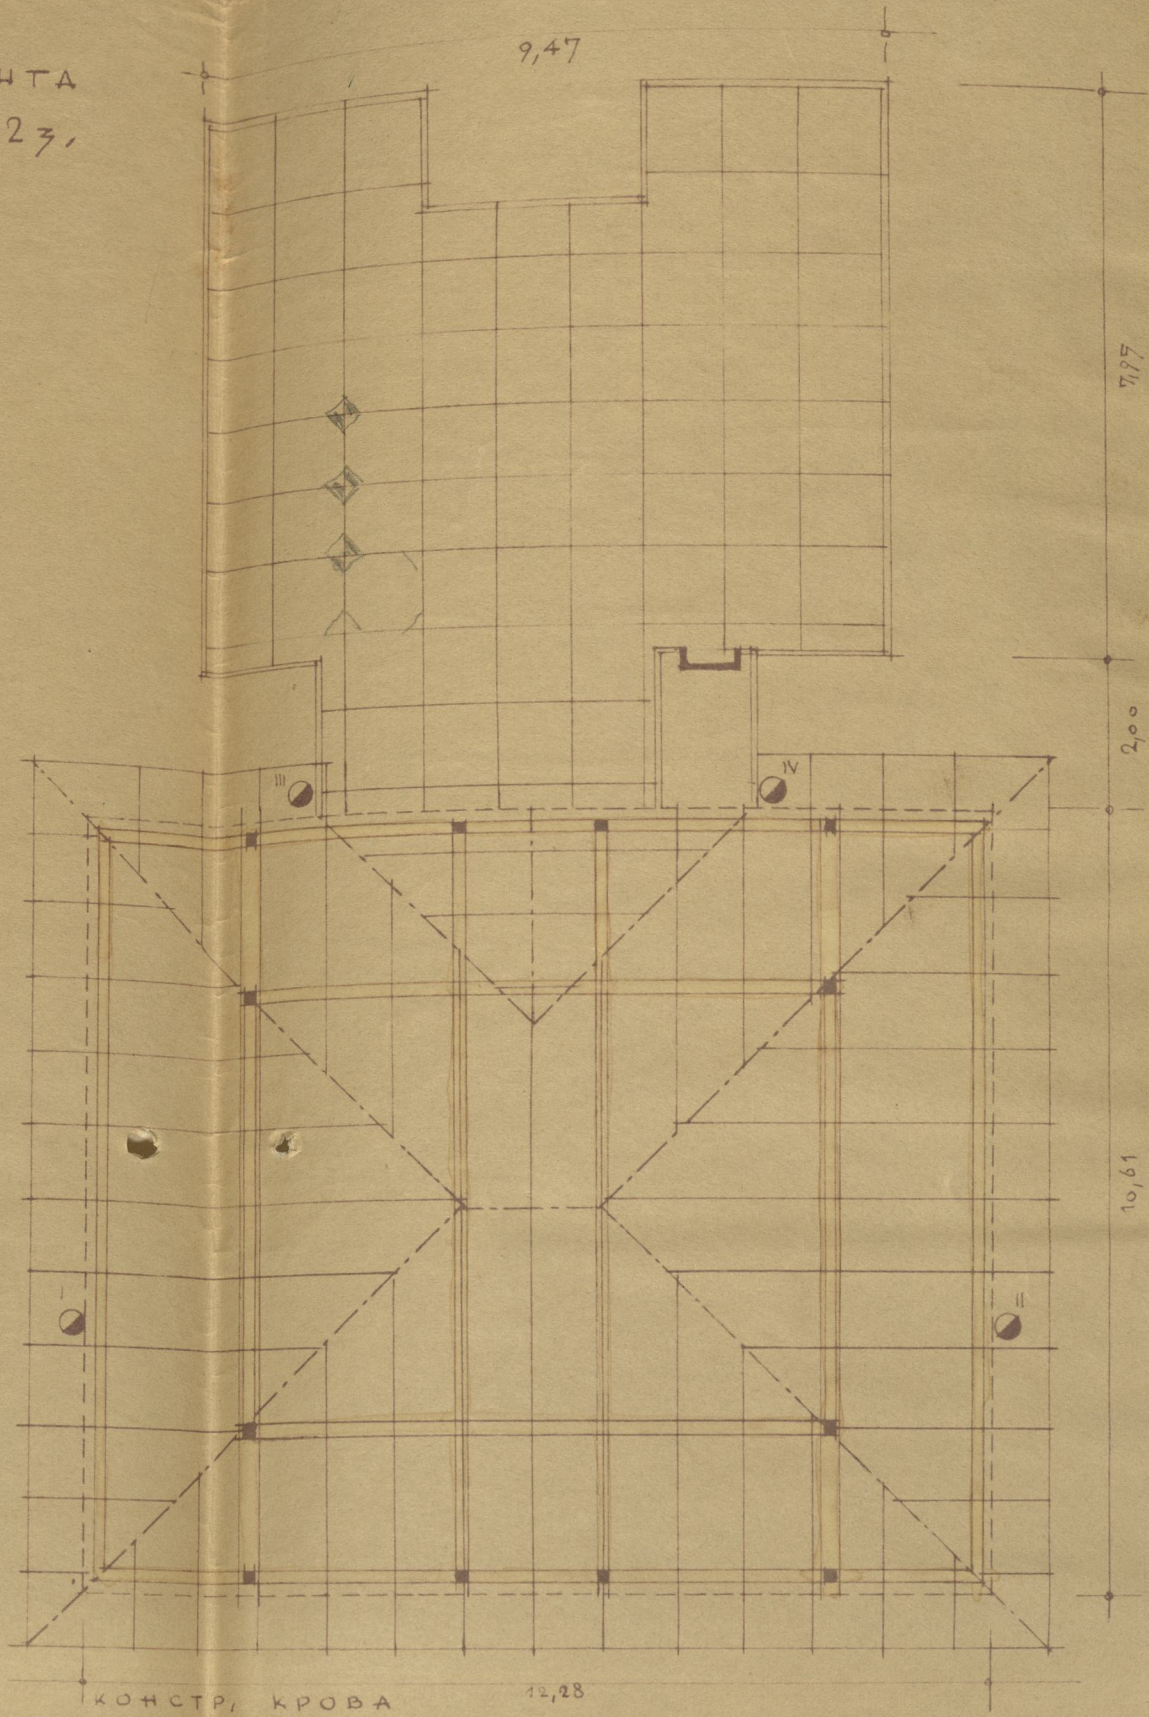 9,47
НТА
23,
7,97
2,00
III
IV
10,61
I
II
КОНСТР, КРОВА
12,28